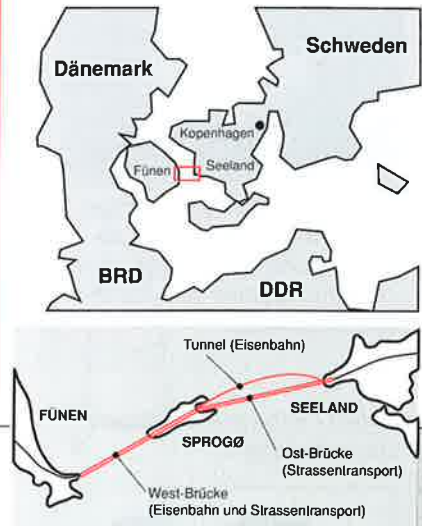 Schweden
Dänemark
Kopenhagen
Fünen
Seeland
BRD
DDR
Tunnel (Eisenbahn)
FÜNEN
SEELAND
SPROGØ
Ost-Brücke
(Strassentransport)
West-Brücke
(Eisenbahn und Strassentransport)